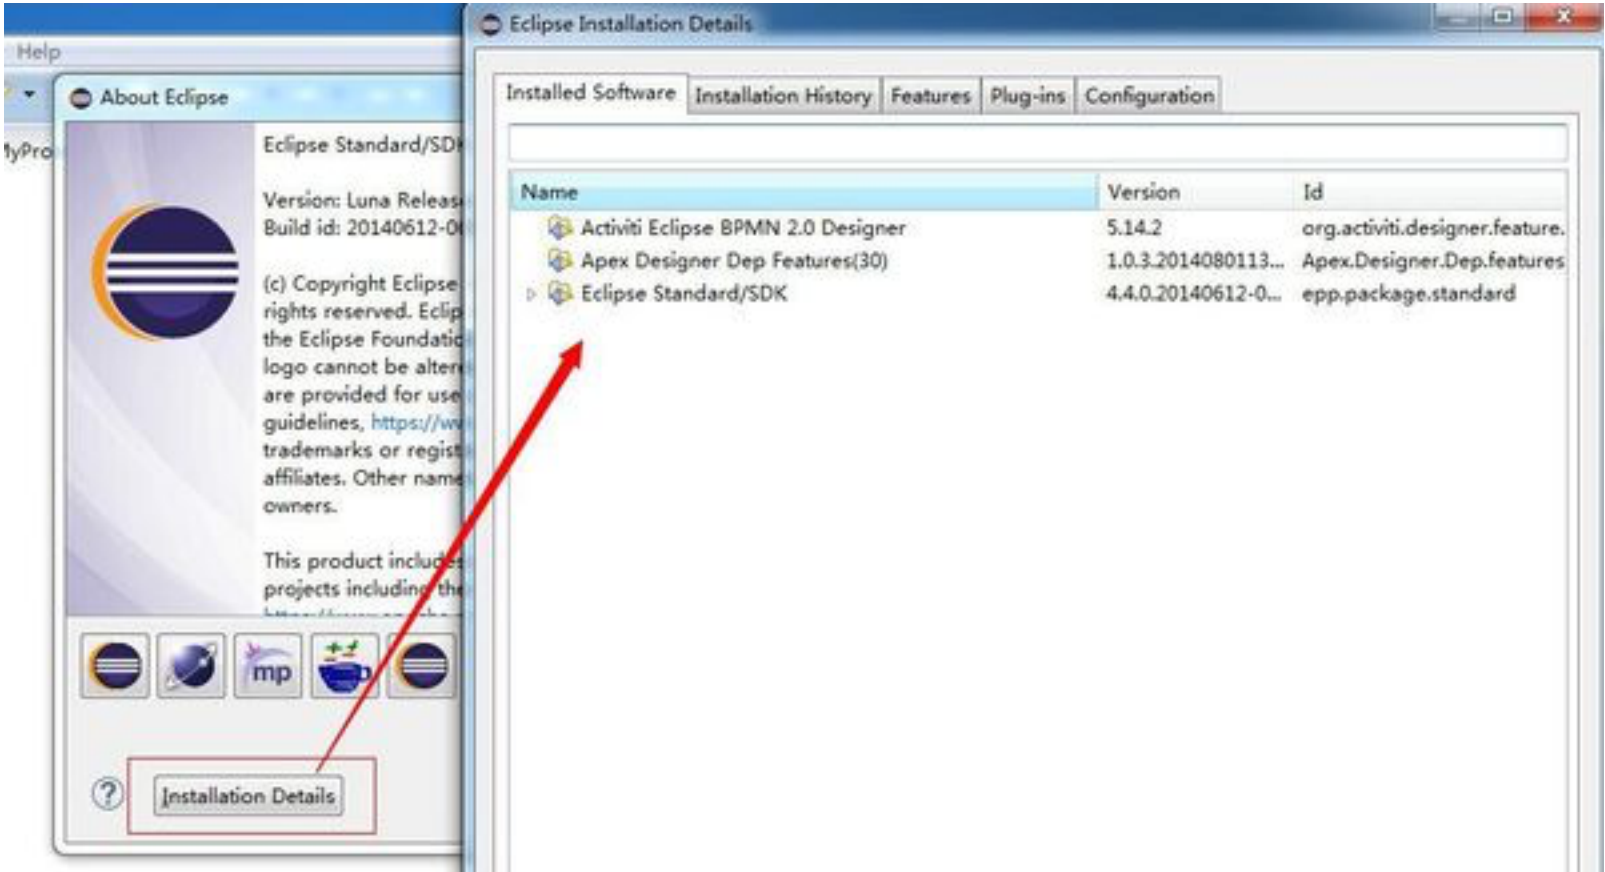 Help
About Eclipse
Eclipse Standard/SDK
Version: Luna Release
Build id: 20140612-0
(c) Copyright Eclipse
rights reserved. Eclip
the Eclipse Foundatio
logo cannot be altere
are provided for use
guidelines, https://ww
trademarks or regist
affiliates. Other name
owners.
This product includes
projects including the
mp
Installation Details
Eclipse Installation Details
Installed Software Installation History Features Plug-ins Configuration
Name Version Id
Activiti Eclipse BPMN 2.0 Designer 5.14.2 org.activiti.designer.feature.
Apex Designer Dep Features(30) 1.0.3.2014080113... Apex.Designer.Dep.features
Eclipse Standard/SDK 4.4.0.20140612-0... epp.package.standard